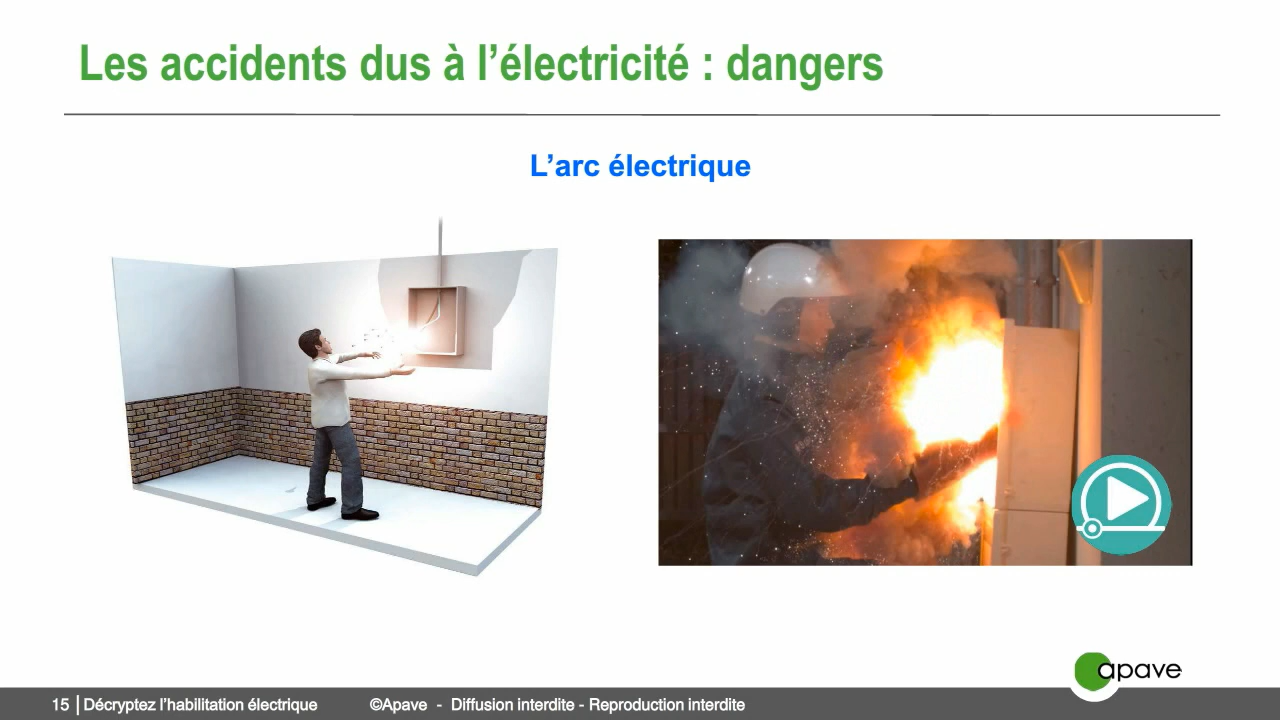 Les accidents dus à l’électricité : dangers
L’arc électrique
apave
15 Décryptez l’habilitation électrique ©Apave - Diffusion interdite - Reproduction interdite